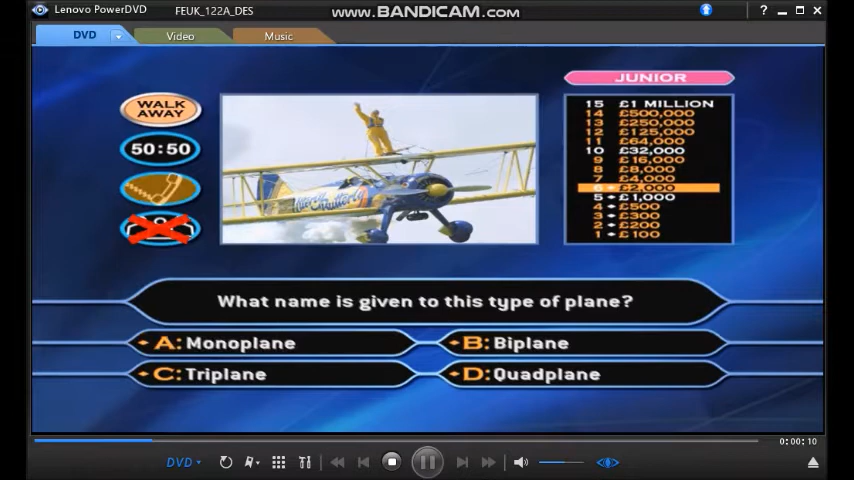 Lenovo PowerDVD
FEUK_122A_DES
www.BANDICAM.com
?
DVD
Video
Music
WALK AWAY
50:50
JUNIOR
15 £1 MILLION
14 £500,000
13 £250,000
12 £125,000
11 £64,000
10 £32,000
9 £16,000
8 £8,000
7 £4,000
6 £2,000
5 £1,000
4 £500
3 £300
2 £200
1 £100
What name is given to this type of plane?
A: Monoplane
B: Biplane
C: Triplane
D: Quadplane
0:00:10
DVD